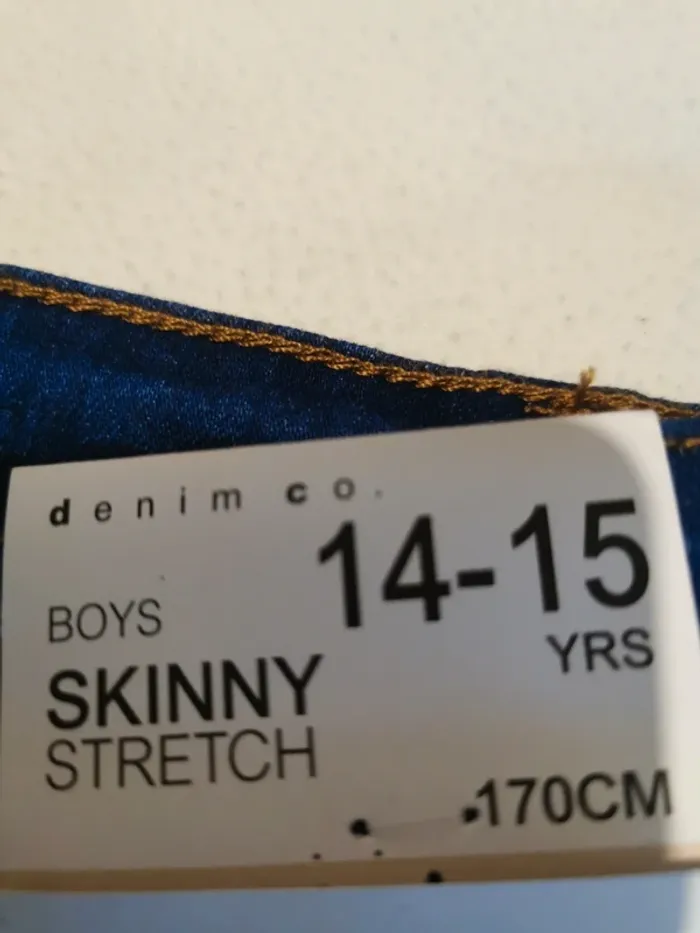 denim co.
14-15
BOYS
YRS
SKINNY
STRETCH
170CM